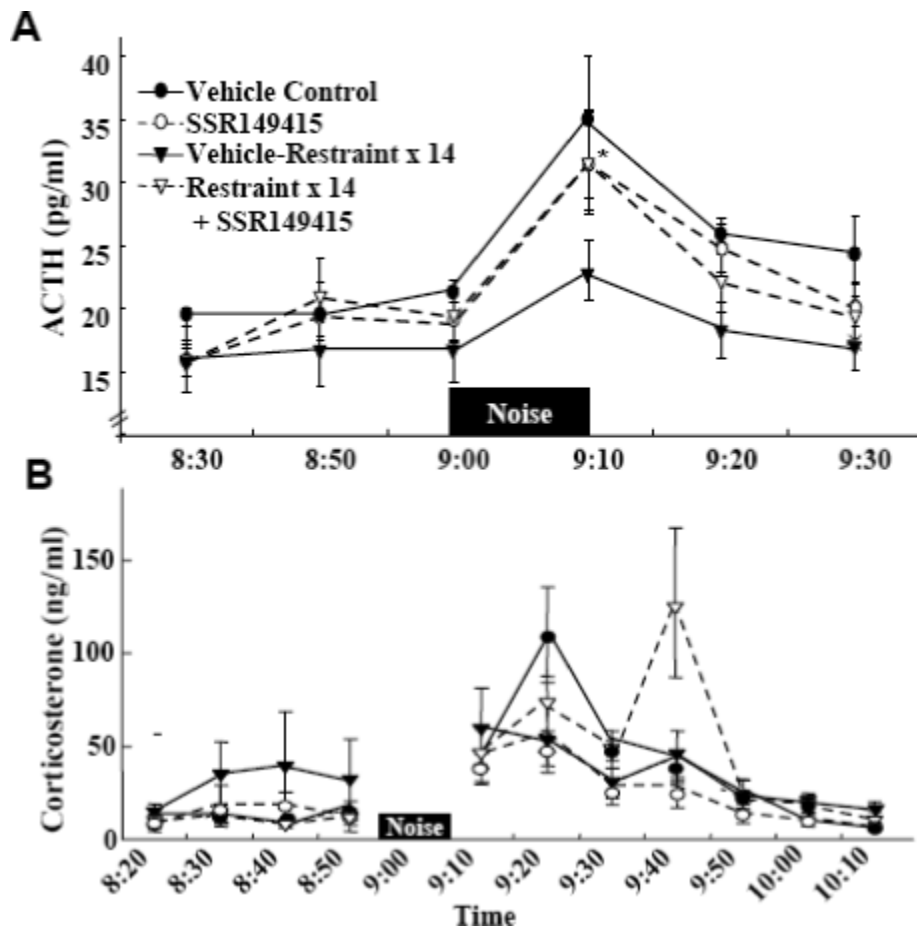 A
ACTH (pg/ml)
40
35
30
25
20
15
Vehicle Control
SSR149415
Vehicle-Restraint x 14
Restraint x 14
+ SSR149415
*
Noise
8:30 8:50 9:00 9:10 9:20 9:30
B
Corticosterone (ng/ml)
150
100
50
0
Noise
8:20 8:30 8:40 8:50 9:00 9:10 9:20 9:30 9:40 9:50 10:00 10:10
Time